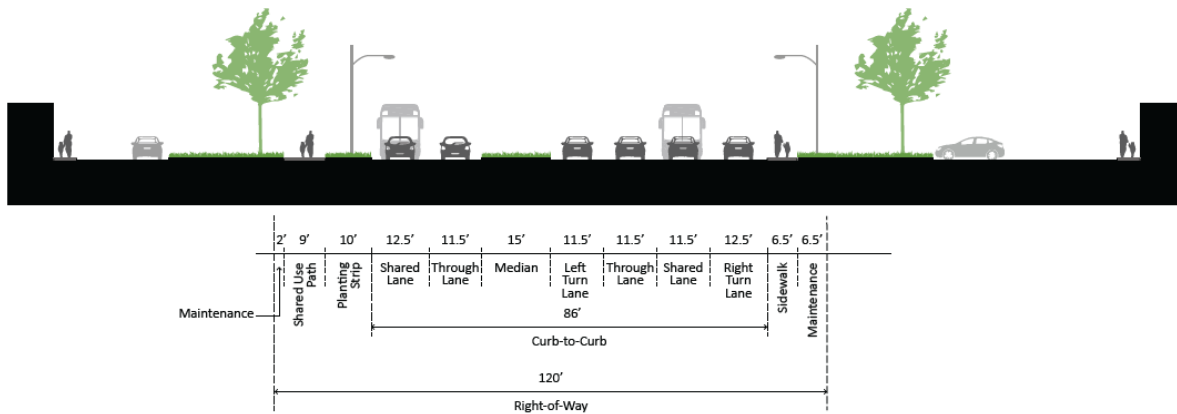 2′ 9′ 10′ 12.5′ 11.5′ 15′ 11.5′ 11.5′ 11.5′ 12.5′ 6.5′ 6.5′
Maintenance
Shared Use
Path
Planting
Strip
Shared
Lane
Through
Lane
Median
Left
Turn
Lane
Through
Lane
Shared
Lane
Right
Turn
Lane
Sidewalk
Maintenance
86′
Curb-to-Curb
120′
Right-of-Way